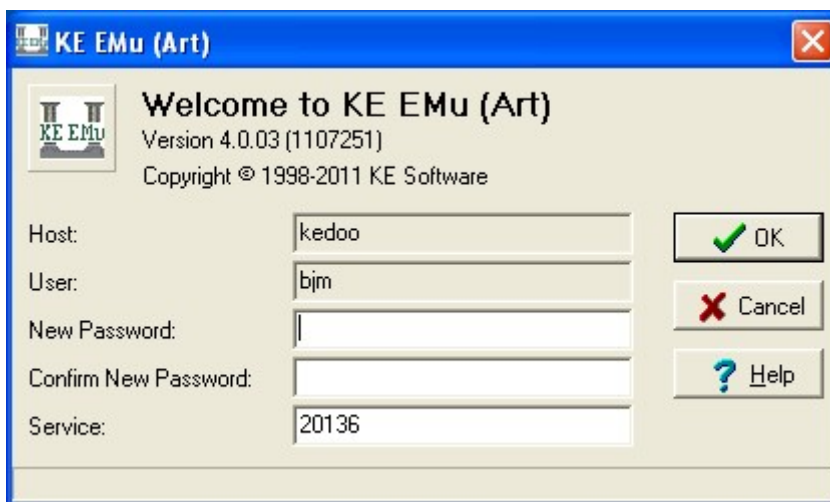 KE EMu (Art)
KE EMu
Welcome to KE EMu (Art)
Version 4.0.03 (1107251)
Copyright © 1998-2011 KE Software
Host: kedoo
User: bjm
New Password:
Confirm New Password:
Service: 20136
OK
Cancel
Help